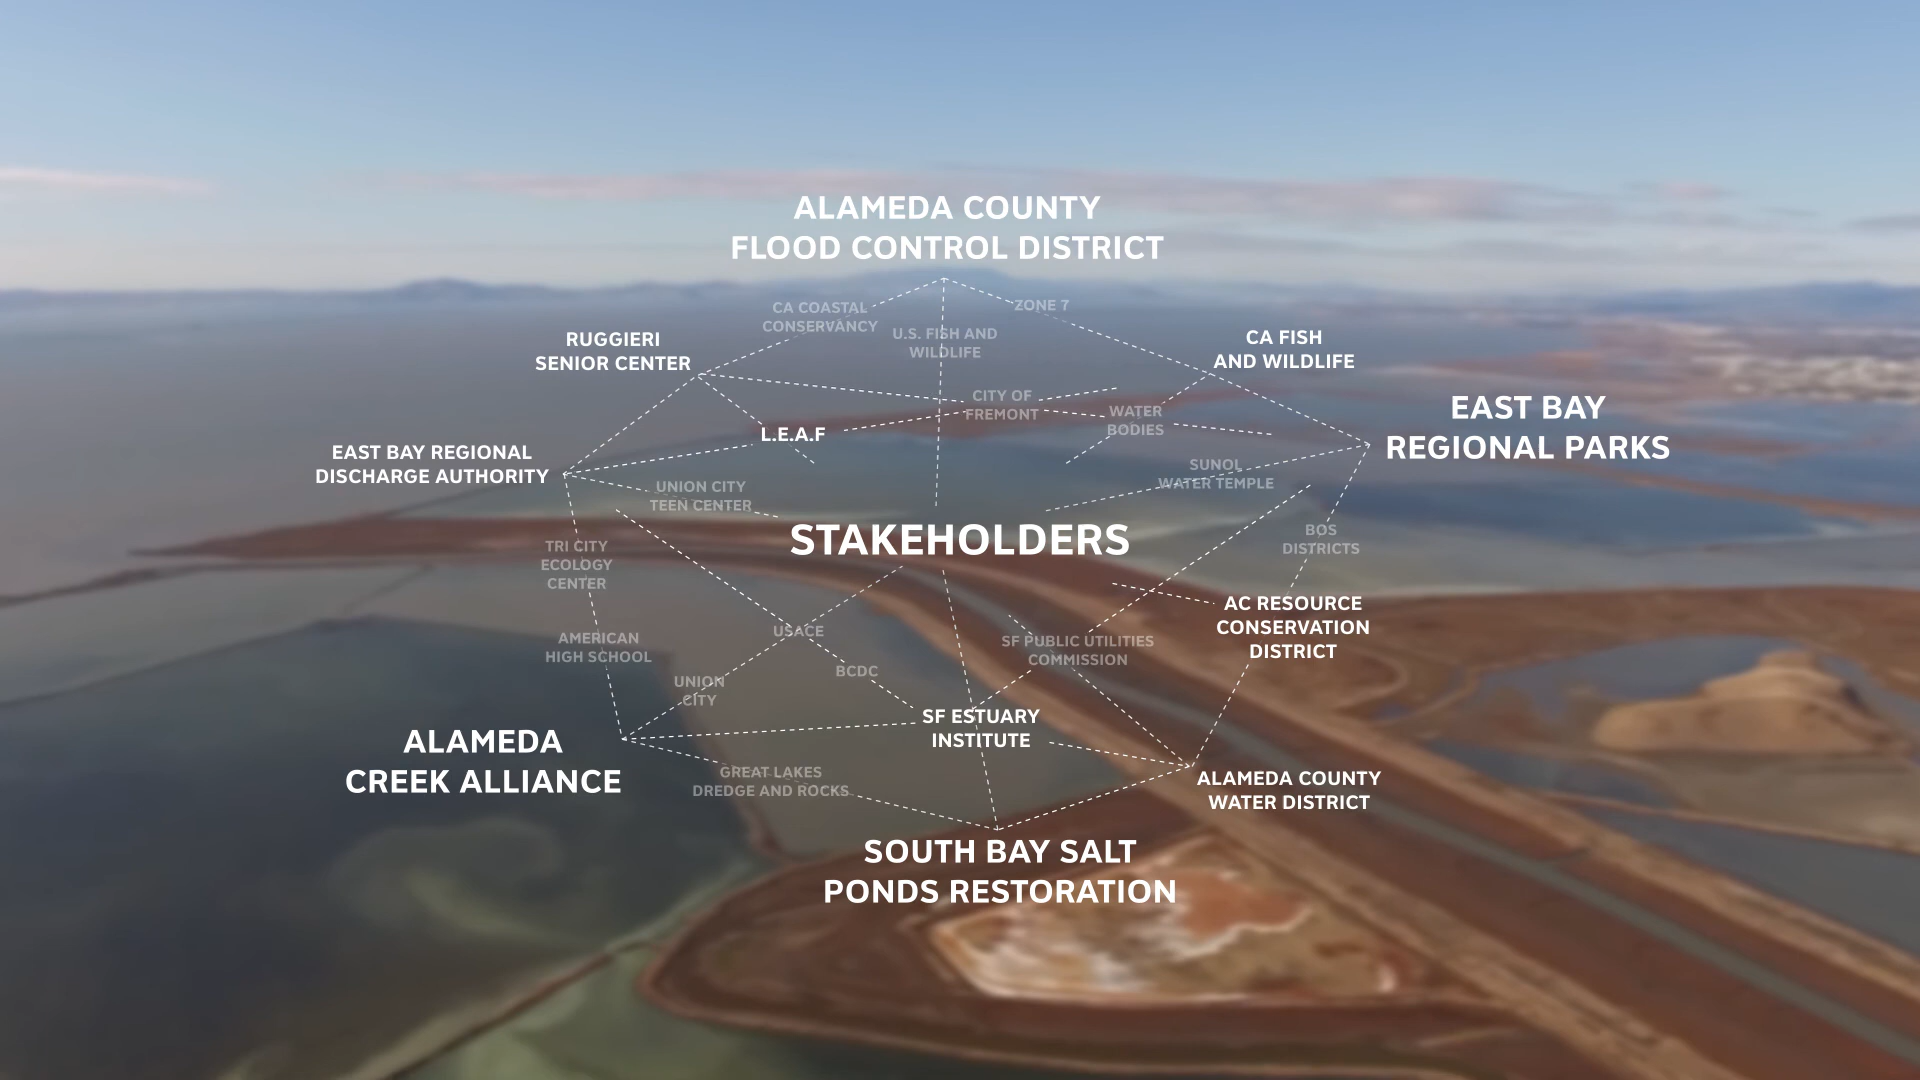 ALAMEDA COUNTY
FLOOD CONTROL DISTRICT
CA COASTAL
CONSERVANCY
ZONE 7
U.S. FISH AND
WILDLIFE
RUGGIERI
SENIOR CENTER
CA FISH
AND WILDLIFE
CITY OF
FREMONT
WATER
BODIES
EAST BAY
REGIONAL PARKS
L.E.A.F
EAST BAY REGIONAL
DISCHARGE AUTHORITY
SUNOL
WATER TEMPLE
UNION CITY
TEEN CENTER
STAKEHOLDERS
BOS
DISTRICTS
TRI CITY
ECOLOGY
CENTER
AC RESOURCE
CONSERVATION
DISTRICT
AMERICAN
HIGH SCHOOL
USACE
SF PUBLIC UTILITIES
COMMISSION
BCDC
UNION
CITY
SF ESTUARY
INSTITUTE
ALAMEDA
CREEK ALLIANCE
GREAT LAKES
DREDGE AND ROCKS
ALAMEDA COUNTY
WATER DISTRICT
SOUTH BAY SALT
PONDS RESTORATION